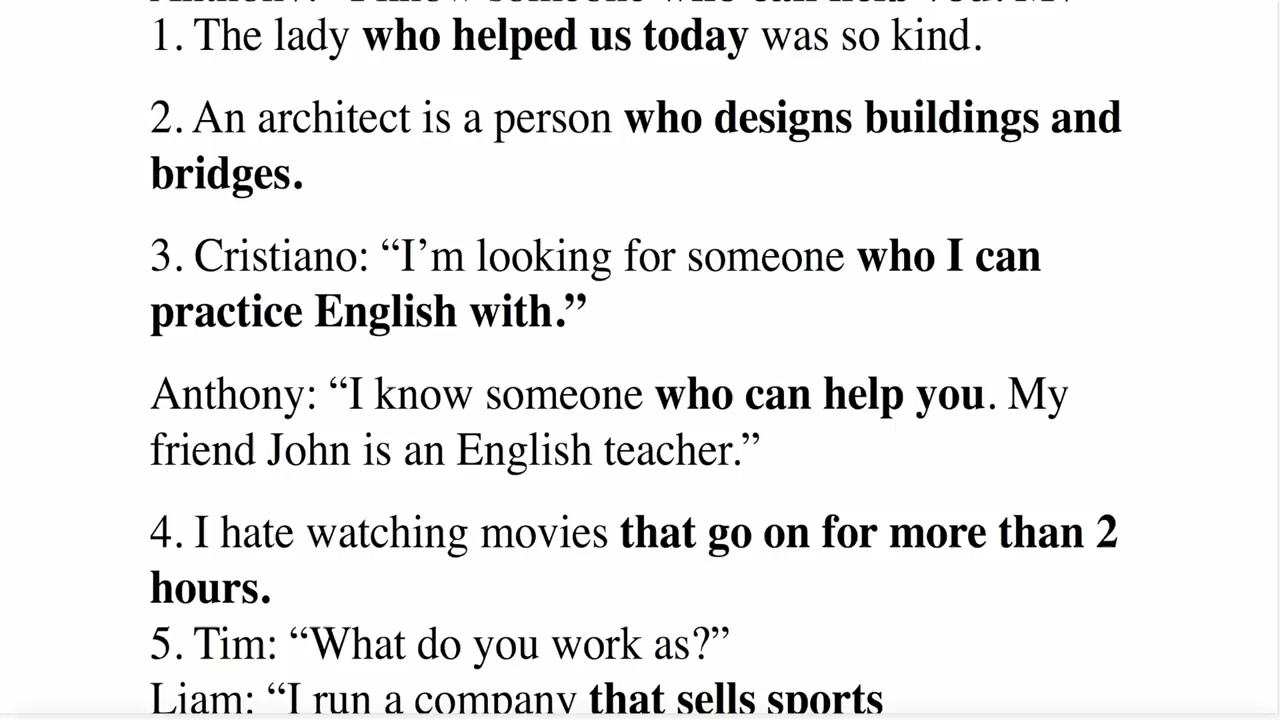 1. The lady who helped us today was so kind.
2. An architect is a person who designs buildings and
bridges.
3. Cristiano: “I’m looking for someone who I can
practice English with.”
Anthony: “I know someone who can help you. My
friend John is an English teacher.”
4. I hate watching movies that go on for more than 2
hours.
5. Tim: “What do you work as?”
Liam: “I run a company that sells sports